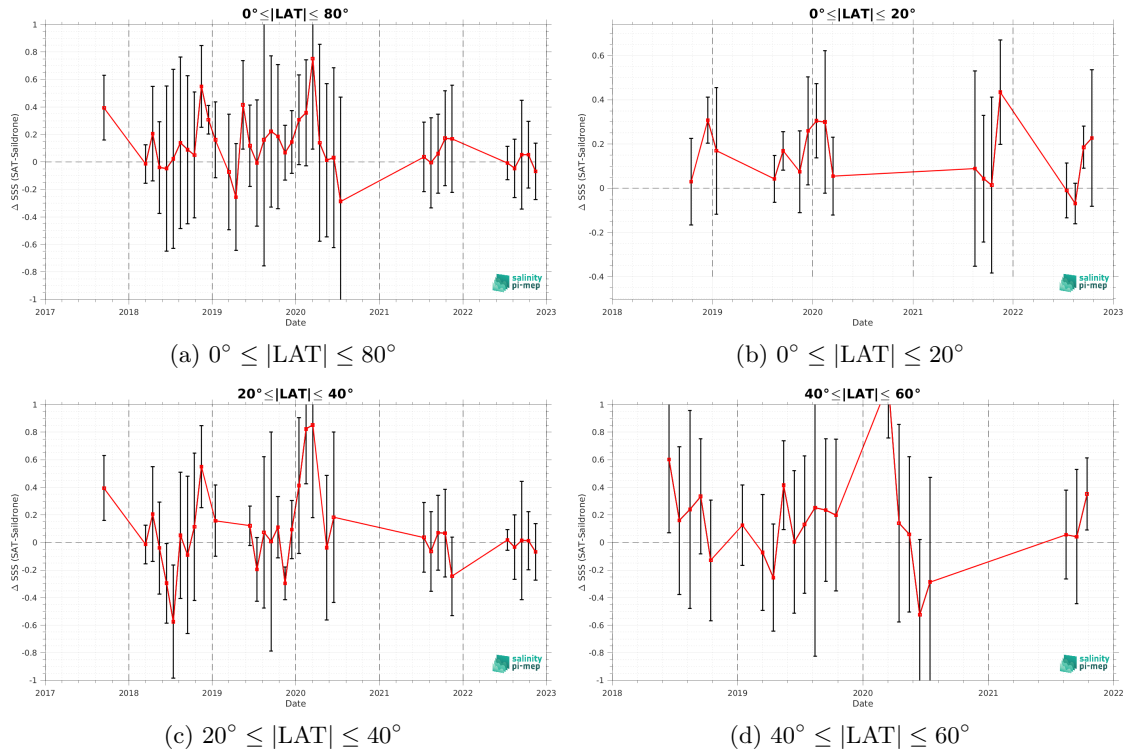 0°≤|LAT|≤ 80°
Δ SSS (SAT-Saildrone)
1
0.8
0.6
0.4
0.2
0
-0.2
-0.4
-0.6
-0.8
-1
2017 2018 2019 2020 2021 2022 2023
Date
salinity
pi-mep
(a) 0° ≤ |LAT| ≤ 80°
0°≤|LAT|≤ 20°
Δ SSS (SAT-Saildrone)
0.6
0.4
0.2
0
-0.2
-0.4
2018 2019 2020 2021 2022 2023
Date
salinity
pi-mep
(b) 0° ≤ |LAT| ≤ 20°
20°≤|LAT|≤ 40°
Δ SSS (SAT-Saildrone)
1
0.8
0.6
0.4
0.2
0
-0.2
-0.4
-0.6
-0.8
-1
2017 2018 2019 2020 2021 2022 2023
Date
salinity
pi-mep
(c) 20° ≤ |LAT| ≤ 40°
40°≤|LAT|≤ 60°
Δ SSS (SAT-Saildrone)
1
0.8
0.6
0.4
0.2
0
-0.2
-0.4
-0.6
-0.8
-1
2018 2019 2020 2021 2022
Date
salinity
pi-mep
(d) 40° ≤ |LAT| ≤ 60°